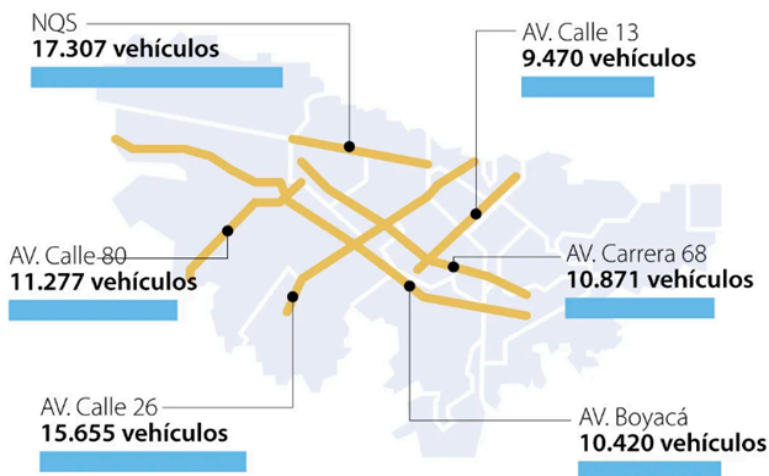 NQS
17.307 vehículos
AV. Calle 13
9.470 vehículos
AV. Calle 80
11.277 vehículos
AV. Carrera 68
10.871 vehículos
AV. Calle 26
15.655 vehículos
AV. Boyacá
10.420 vehículos